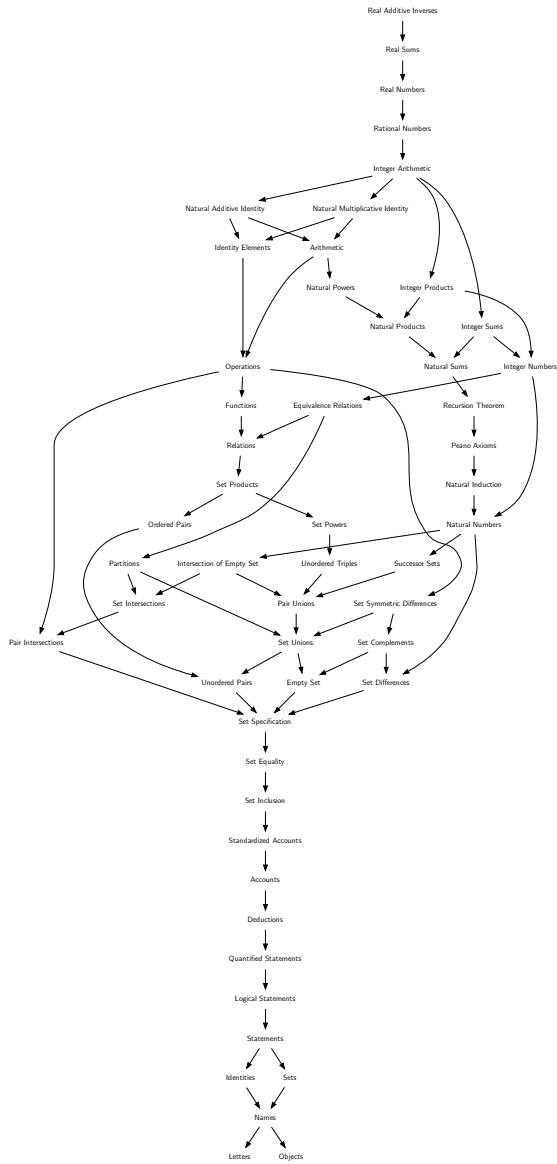 Real Additive Inverses
Real Sums
Real Numbers
Rational Numbers
Integer Arithmetic
Natural Additive Identity
Natural Multiplicative Identity
Identity Elements
Arithmetic
Natural Powers
Integer Products
Natural Products
Integer Sums
Operations
Natural Sums
Integer Numbers
Functions
Equivalence Relations
Recursion Theorem
Relations
Peano Axioms
Set Products
Natural Induction
Ordered Pairs
Set Powers
Natural Numbers
Partitions
Intersection of Empty Set
Unordered Triples
Successor Sets
Set Intersections
Pair Unions
Set Symmetric Differences
Pair Intersections
Set Unions
Set Complements
Unordered Pairs
Empty Set
Set Differences
Set Specification
Set Equality
Set Inclusion
Standardized Accounts
Accounts
Deductions
Quantified Statements
Logical Statements
Statements
Identities
Sets
Names
Letters
Objects